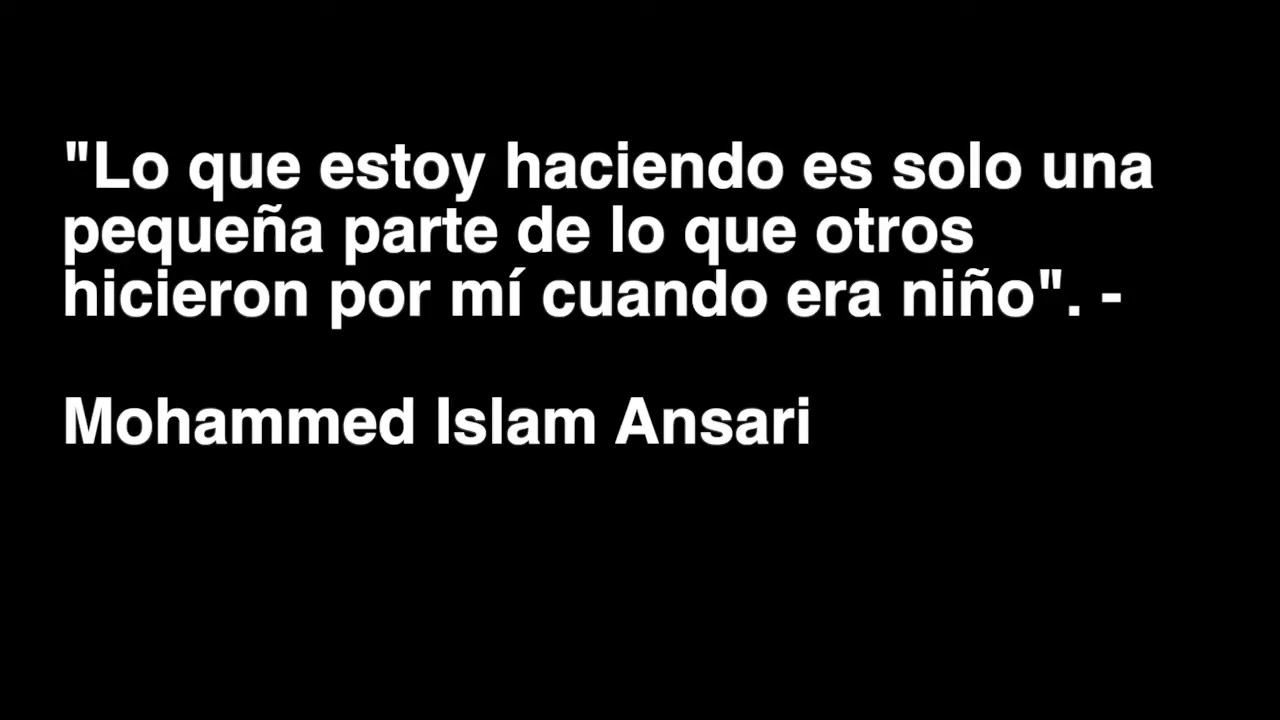 "Lo que estoy haciendo es solo una
pequeña parte de lo que otros
hicieron por mí cuando era niño". -
Mohammed Islam Ansari